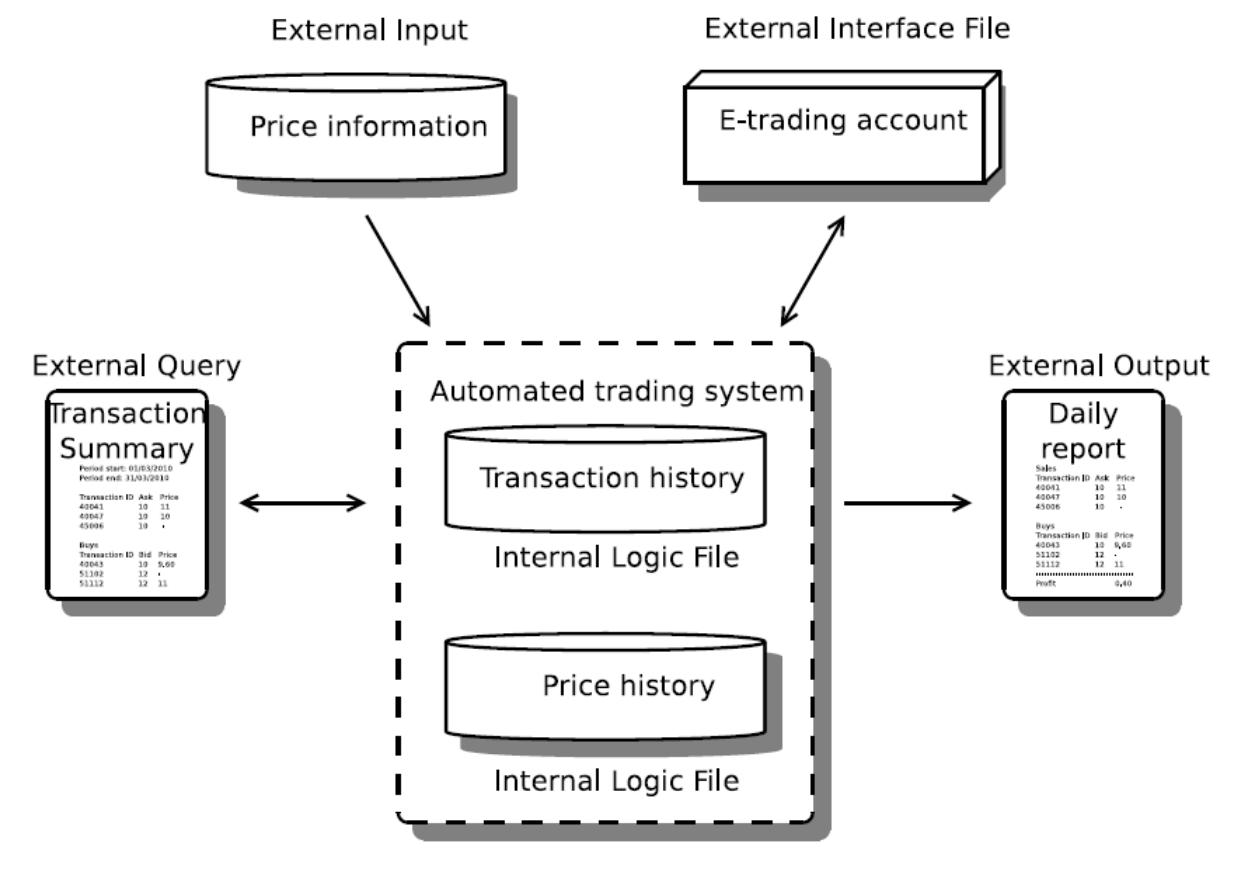 External Input
External Interface File
Price information
E-trading account
External Query
External Output
Transaction
Summary
Period start: 01/03/2010
Period end: 31/03/2010
Transaction ID Ask Price
40041 10 11
40047 10 10
45006 10 -
Buys
Transaction ID Bid Price
40043 10 9,60
51102 12 -
51112 12 11
Automated trading system
Transaction history
Internal Logic File
Price history
Internal Logic File
Daily
report
Sales
Transaction ID Ask Price
40041 10 11
40047 10 10
45006 10 -
Buys
Transaction ID Bid Price
40043 10 9,60
51102 12 -
51112 12 11
Profit 0,40